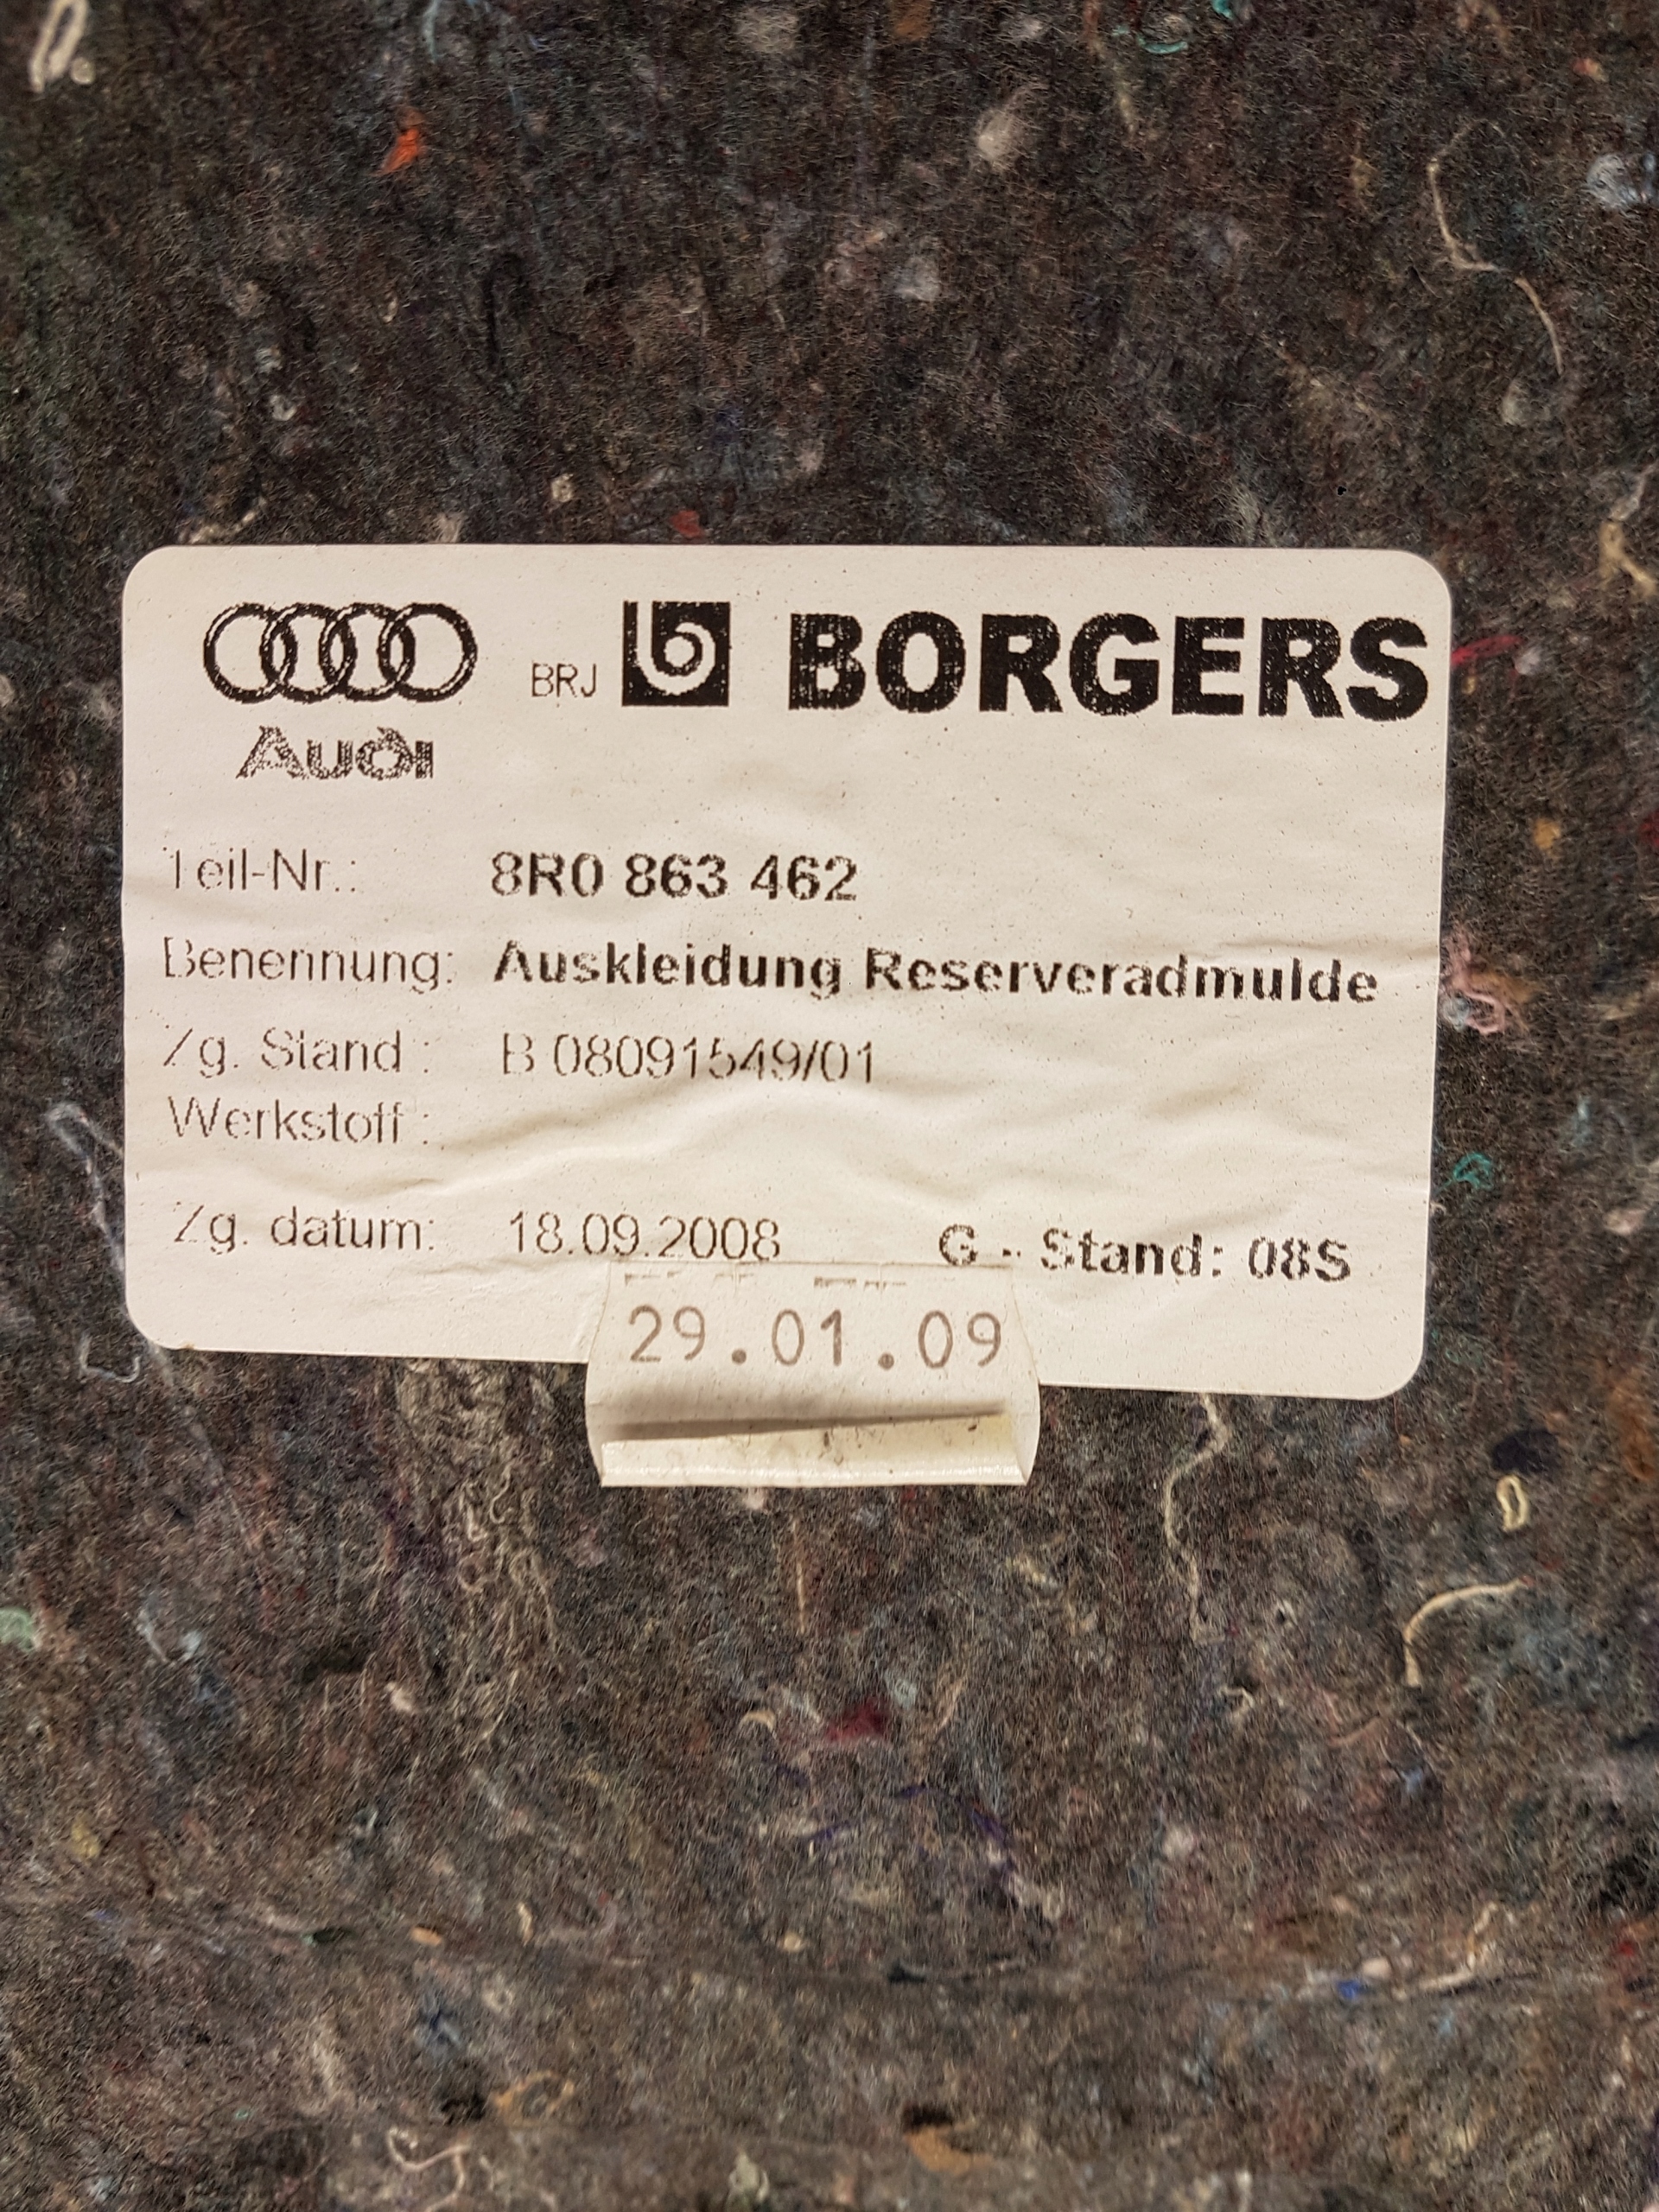 BRJ BORGERS
Audi
Teil-Nr.: 8R0 863 462
Benennung: Auskleidung Reserveradmulde
Zg. Stand : B 08091549/01
Werkstoff :
Zg. datum: 18.09.2008 G - Stand: 08S
29.01.09